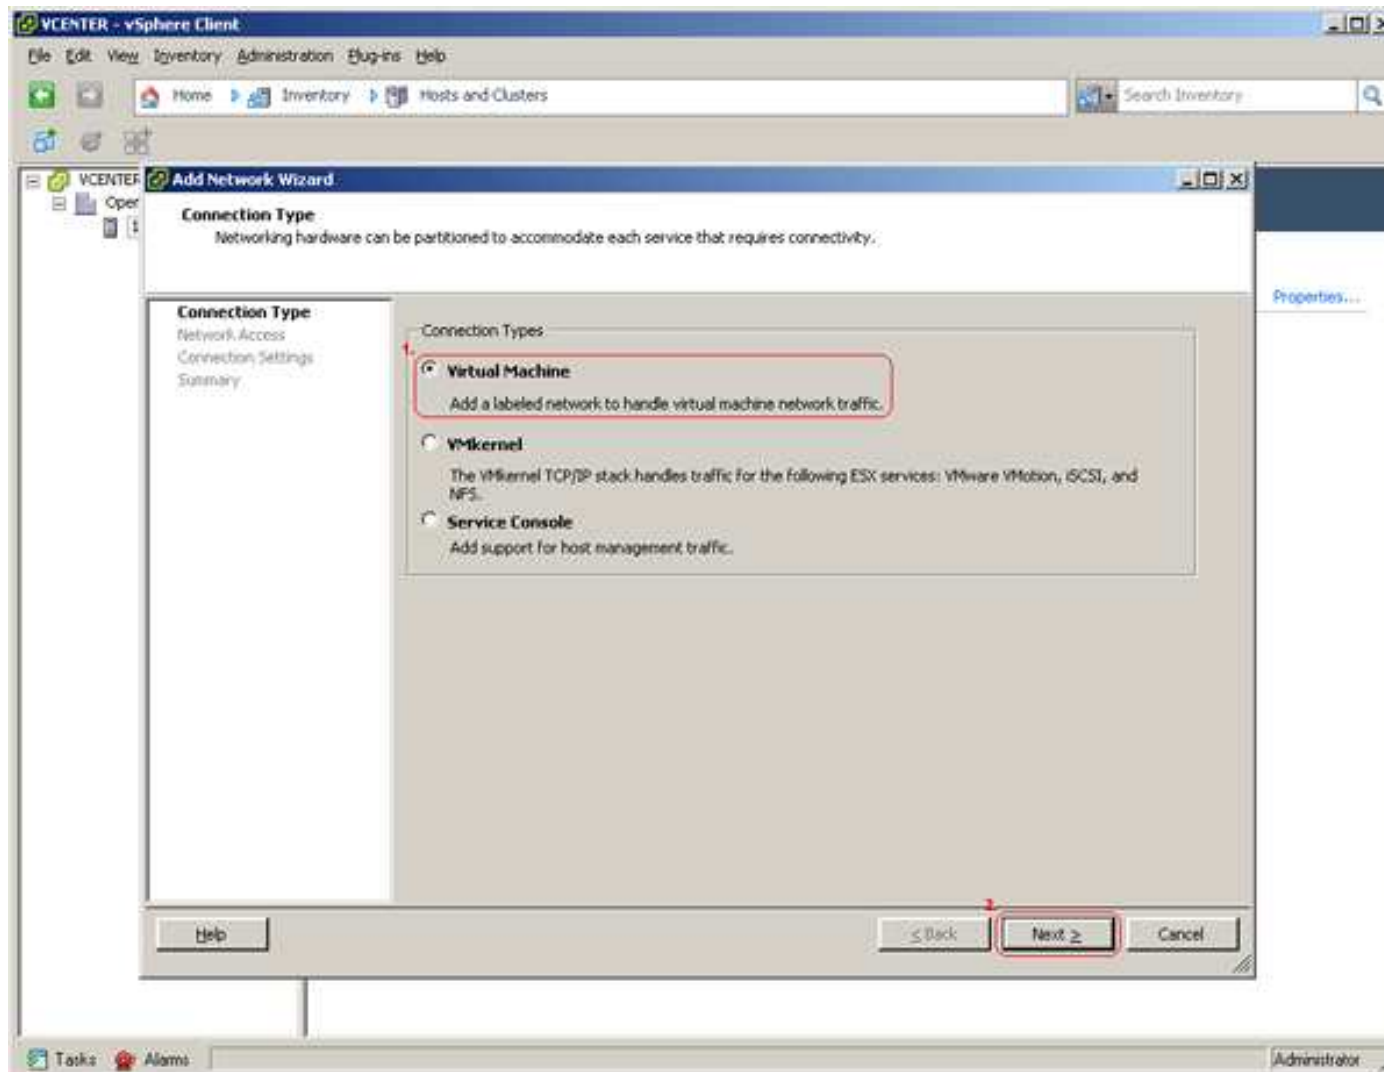 VCENTER - vSphere Client
File Edit View Inventory Administration Plug-ins Help
Home Inventory Hosts and Clusters
Search Inventory
VCENTER
Oper
1
Add Network Wizard
Connection Type
Networking hardware can be partitioned to accommodate each service that requires connectivity.
Properties...
Connection Type
Network Access
Connection Settings
Summary
Connection Types
1.
Virtual Machine
Add a labeled network to handle virtual machine network traffic.
VMkernel
The VMkernel TCP/IP stack handles traffic for the following ESX services: VMware VMotion, iSCSI, and
NFS.
Service Console
Add support for host management traffic.
2.
Help
< Back
Next >
Cancel
Tasks
Alarms
Administrator